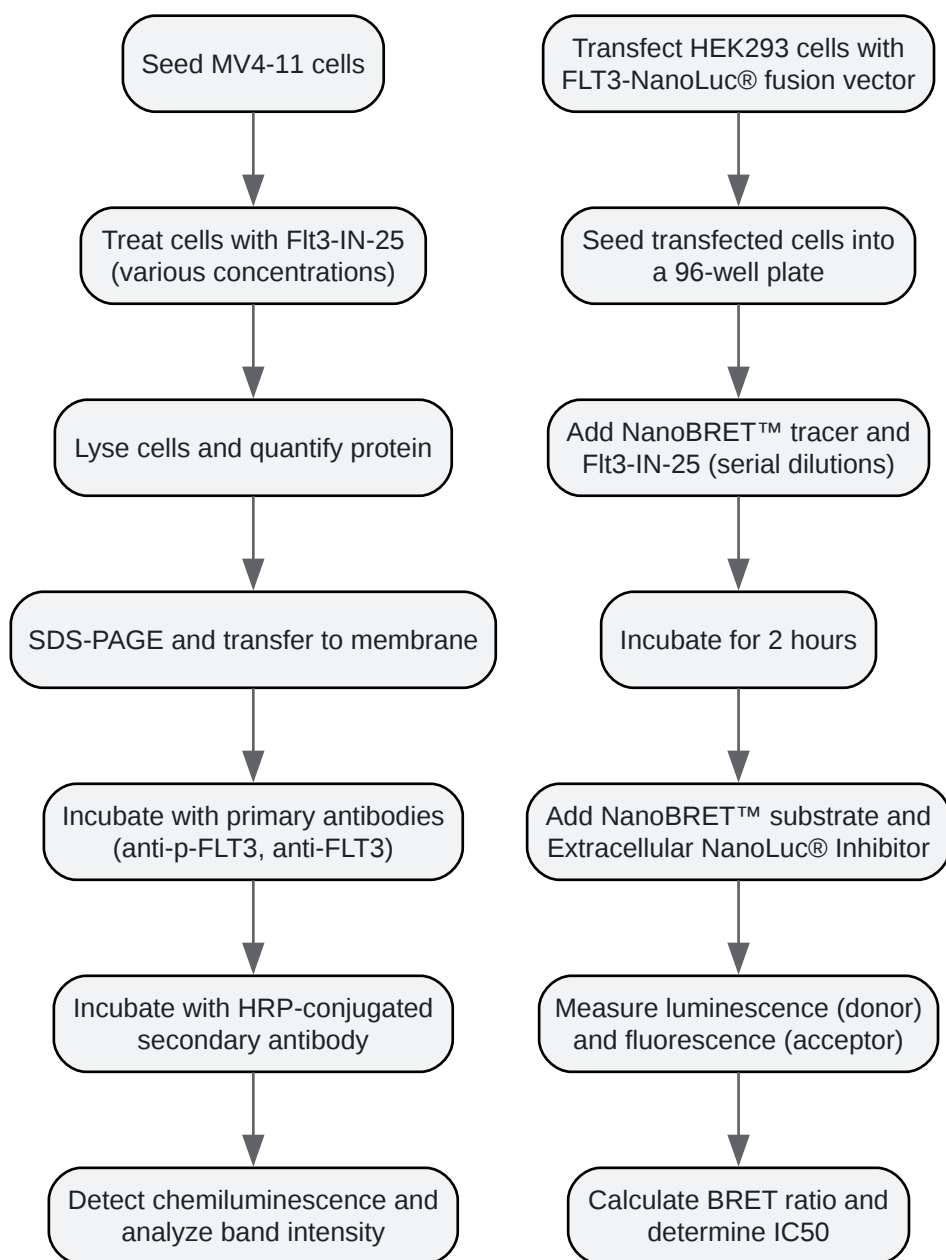 Seed MV4-11 cells
Treat cells with Flt3-IN-25
(various concentrations)
Lyse cells and quantify protein
SDS-PAGE and transfer to membrane
Incubate with primary antibodies
(anti-p-FLT3, anti-FLT3)
Incubate with HRP-conjugated
secondary antibody
Detect chemiluminescence and
analyze band intensity
Transfect HEK293 cells with
FLT3-NanoLuc® fusion vector
Seed transfected cells into
a 96-well plate
Add NanoBRET™ tracer and
Flt3-IN-25 (serial dilutions)
Incubate for 2 hours
Add NanoBRET™ substrate and
Extracellular NanoLuc® Inhibitor
Measure luminescence (donor)
and fluorescence (acceptor)
Calculate BRET ratio and
determine IC50